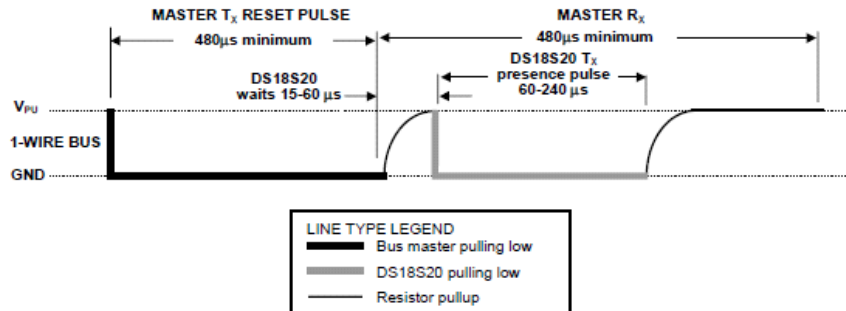 MASTER TX RESET PULSE
MASTER RX
480μs minimum
480μs minimum
DS18S20
waits 15-60 μs
DS18S20 TX
presence pulse
60-240 μs
VPU
1-WIRE BUS
GND
LINE TYPE LEGEND
Bus master pulling low
DS18S20 pulling low
Resistor pullup